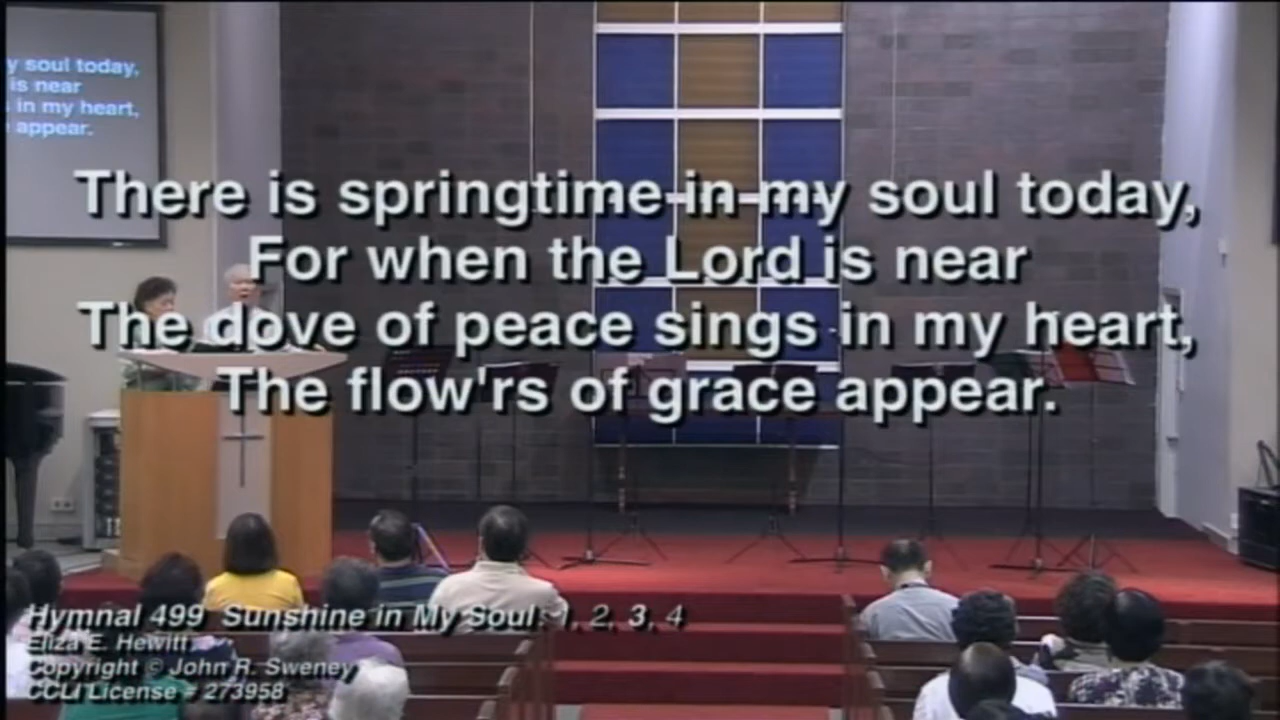 y soul today,
is near
in my heart,
appear.
There is springtime in my soul today,
For when the Lord is near
The dove of peace sings in my heart,
The flow'rs of grace appear.
Hymnal 499 Sunshine in My Soul: 1, 2, 3, 4
Eliza E. Hewitt
Copyright © John R. Sweney
CCLI License # 273958